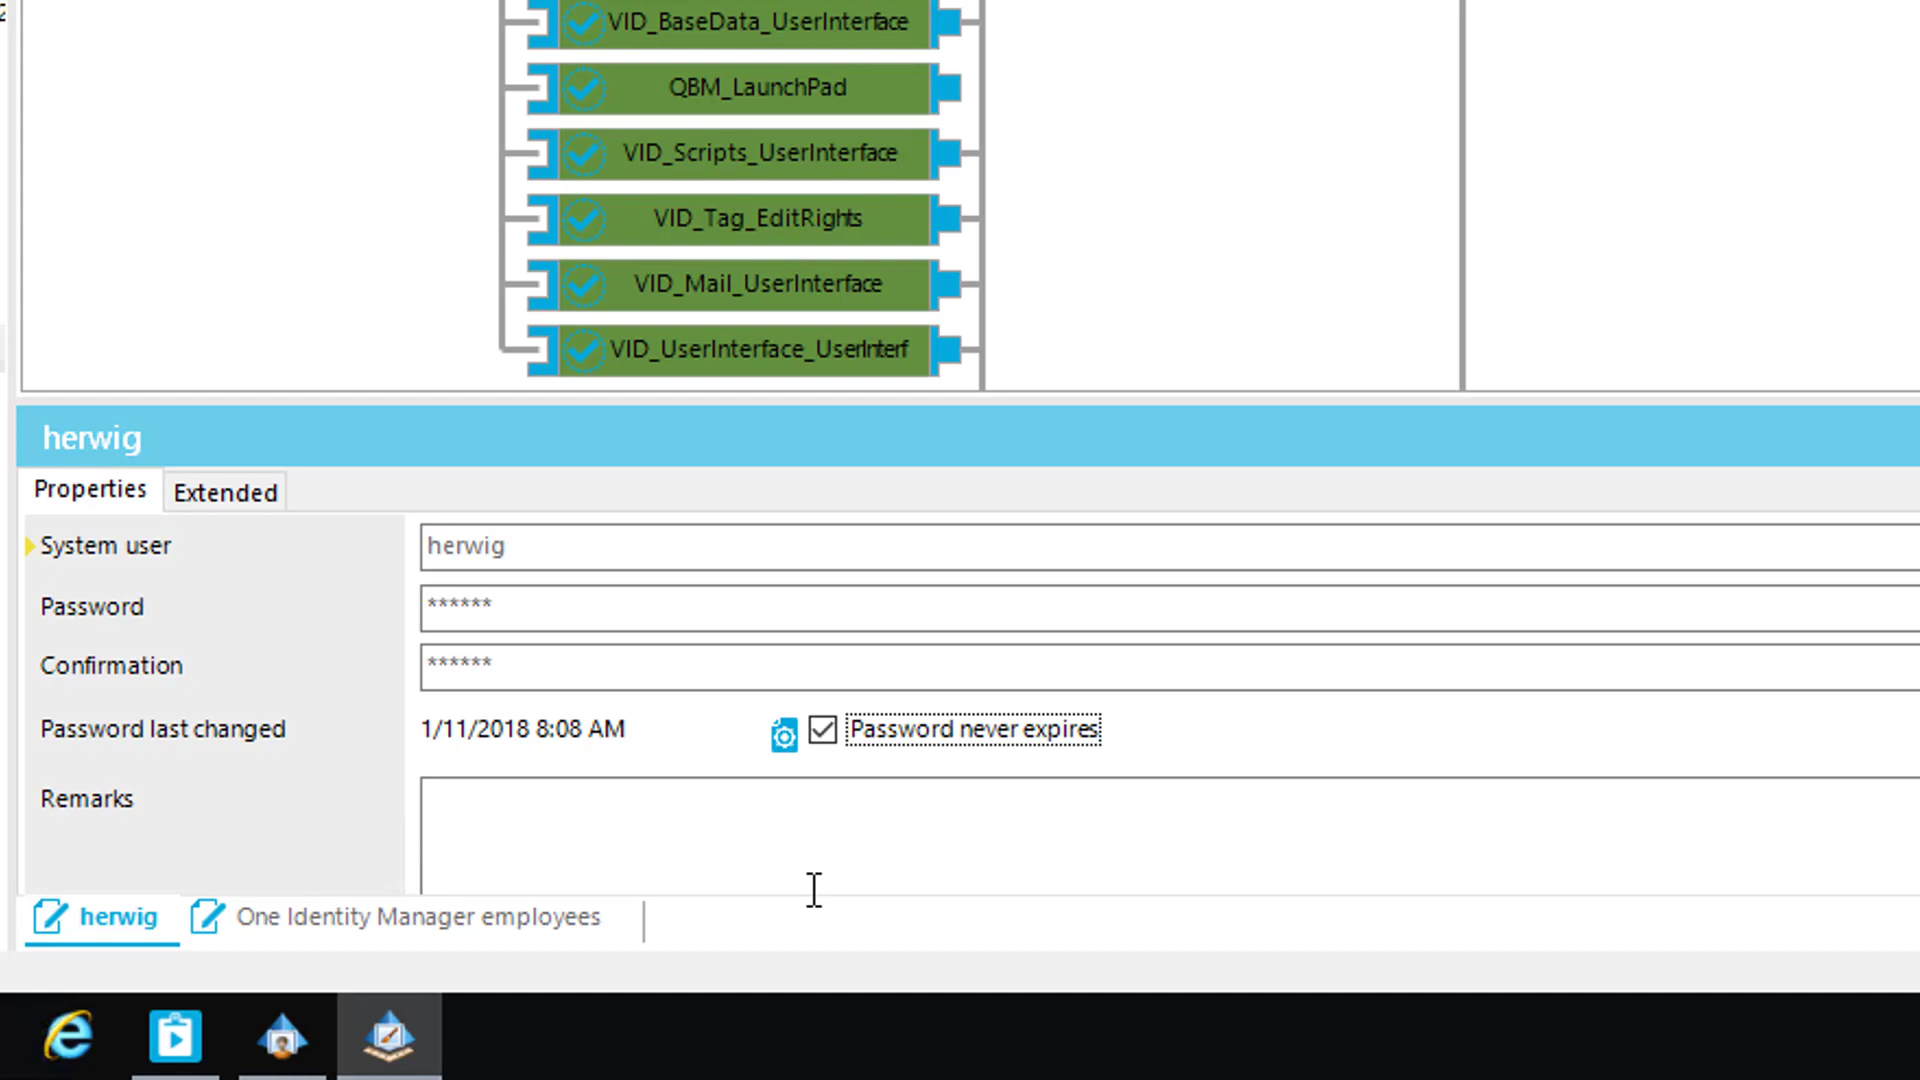 VID_BaseData_UserInterface
QBM_LaunchPad
VID_Scripts_UserInterface
VID_Tag_EditRights
VID_Mail_UserInterface
VID_UserInterface_UserInterf
herwig
Properties Extended
System user herwig
Password ******
Confirmation ******
Password last changed 1/11/2018 8:08 AM Password never expires
Remarks
herwig One Identity Manager employees